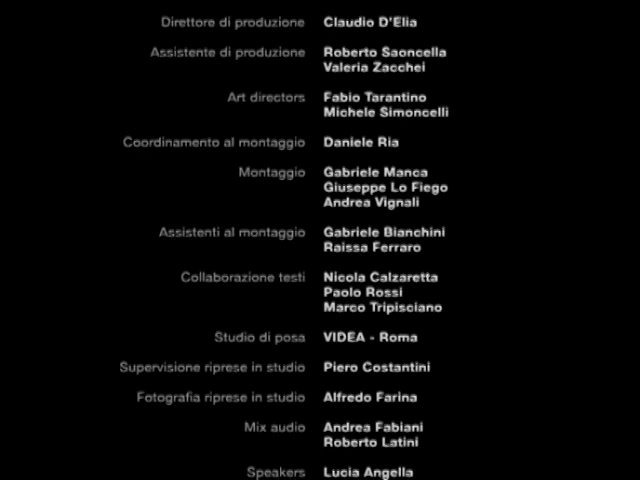 Direttore di produzione Claudio D'Elia
Assistente di produzione Roberto Saoncella
Valeria Zacchei
Art directors Fabio Tarantino
Michele Simoncelli
Coordinamento al montaggio Daniele Ria
Montaggio Gabriele Manca
Giuseppe Lo Fiego
Andrea Vignali
Assistenti al montaggio Gabriele Bianchini
Raissa Ferraro
Collaborazione testi Nicola Calzaretta
Paolo Rossi
Marco Tripisciano
Studio di posa VIDEA - Roma
Supervisione riprese in studio Piero Costantini
Fotografia riprese in studio Alfredo Farina
Mix audio Andrea Fabiani
Roberto Latini
Speakers Lucia Angella